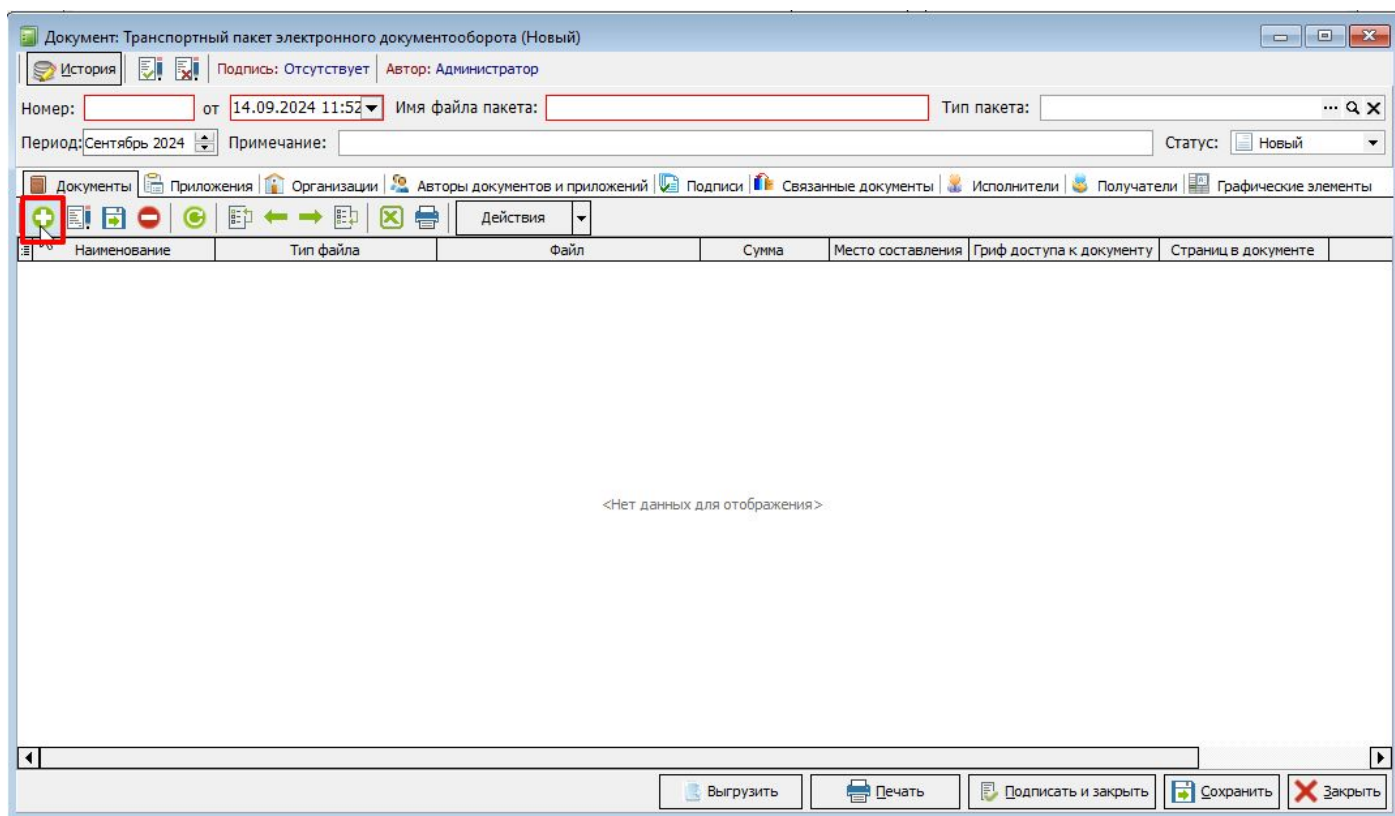 Документ: Транспортный пакет электронного документооборота (Новый)
История Подпись: Отсутствует Автор: Администратор
Номер: от 14.09.2024 11:52 Имя файла пакета: Тип пакета:
Период: Сентябрь 2024 Примечание: Статус: Новый
Документы Приложения Организации Авторы документов и приложений Подписи Связанные документы Исполнители Получатели Графические элементы
Действия
Наименование Тип файла Файл Сумма Место составления Гриф доступа к документу Страниц в документе
<Нет данных для отображения>
Выгрузить Печать Подписать и закрыть Сохранить Закрыть